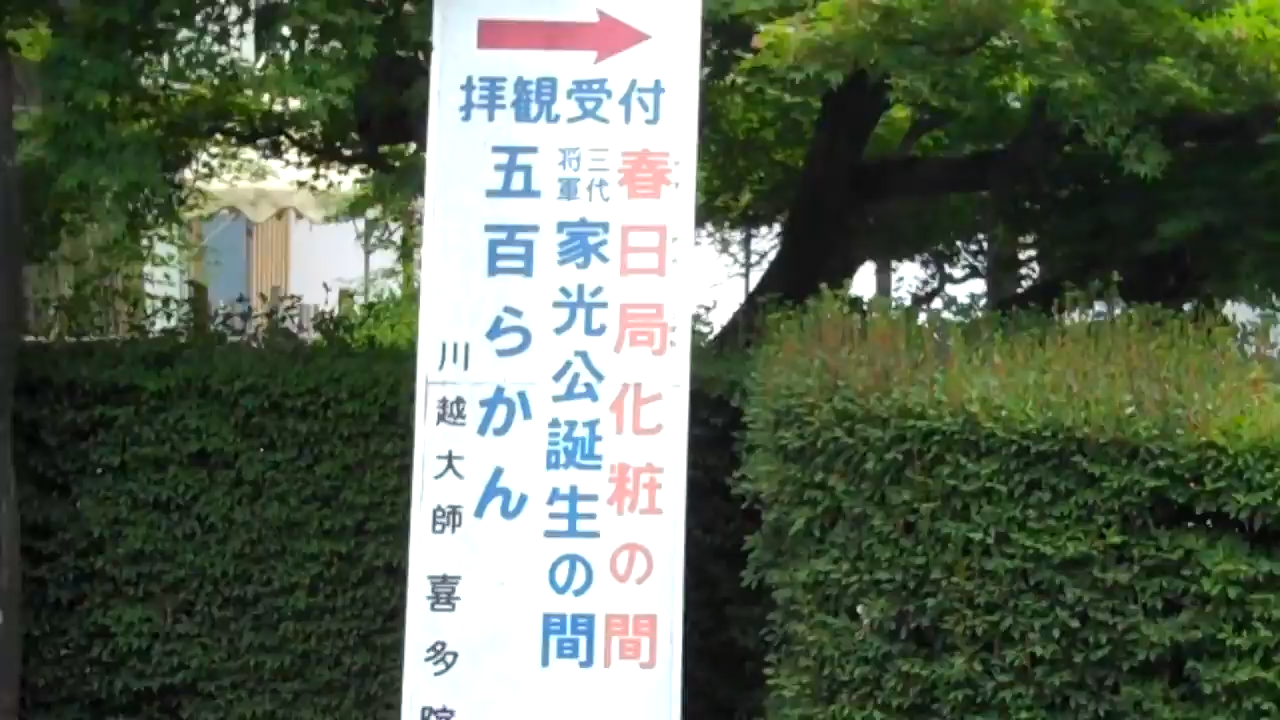 拝観受付
春日局化粧の間
三代将軍家光公誕生の間
五百らかん
川越大師 喜多院